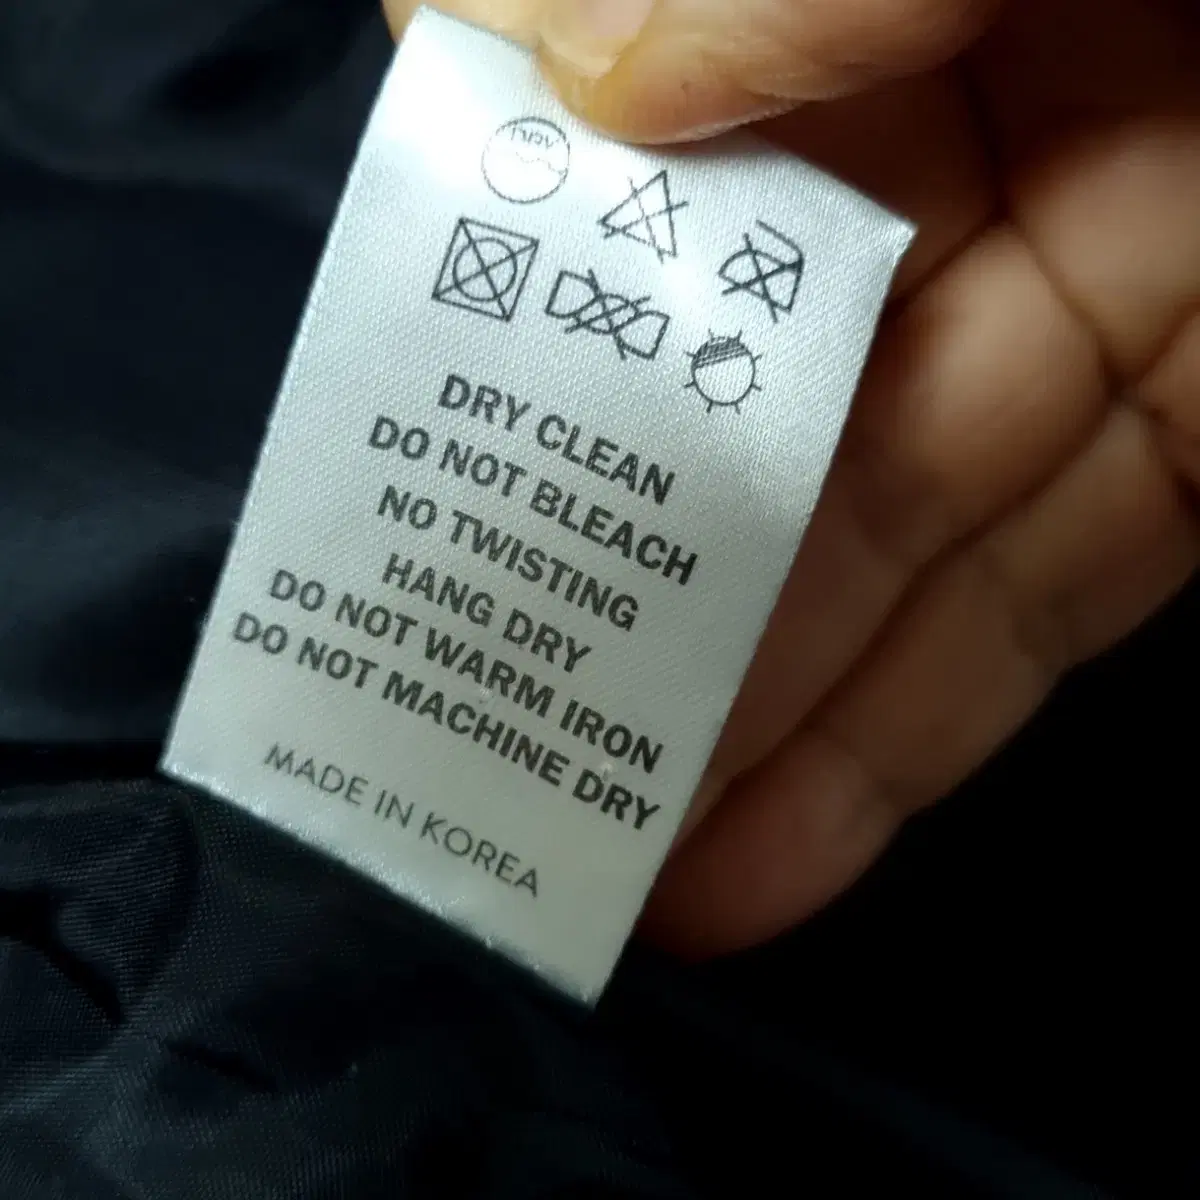 DRY
DRY CLEAN
DO NOT BLEACH
NO TWISTING
HANG DRY
DO NOT WARM IRON
DO NOT MACHINE DRY
MADE IN KOREA